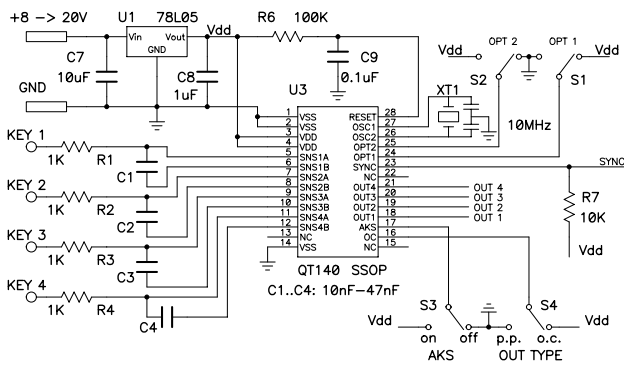 +8 -> 20V
U1 78L05
Vin Vout
GND
Vdd
R6 100K
C7
10uF
C8
1uF
C9
0.1uF
GND
U3
Vdd
OPT 2 OPT 1
Vdd
S2 S1
XT1
10MHz
KEY 1
1K R1
C1
KEY 2
1K R2
C2
KEY 3
1K R3
C3
KEY 4
1K R4
C4
1 VSS
2 VSS
3 VDD
4 VDD
5 SNS1A
6 SNS1B
7 SNS2A
8 SNS2B
9 SNS3A
10 SNS3B
11 SNS4A
12 SNS4B
13 NC
14 VSS
RESET 28
OSC1 27
OSC2 26
OPT2 25
OPT1 24
SYNC 23
NC 22
OUT4 21
OUT3 20
OUT2 19
OUT1 18
AKS 17
OC 16
NC 15
SYNC
OUT 4
OUT 3
OUT 2
OUT 1
R7
10K
Vdd
QT140 SSOP
C1..C4: 10nF-47nF
S3 S4
Vdd Vdd
on off p.p. o.c.
AKS OUT TYPE